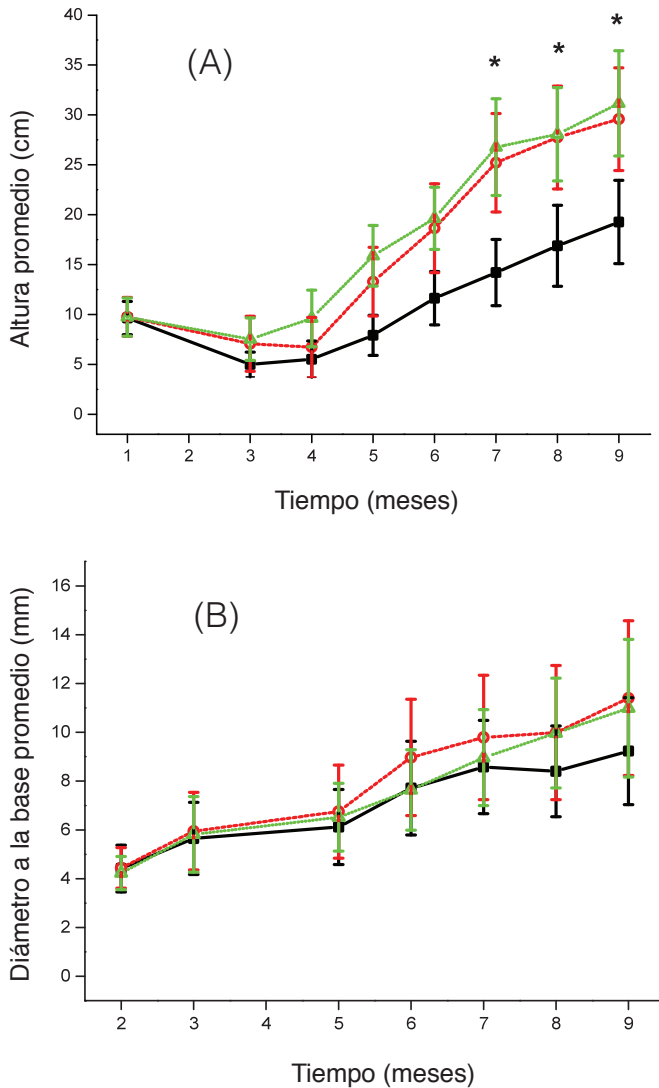 (A)
Altura promedio (cm)
40
35
30
25
20
15
10
5
0
* * *
1 2 3 4 5 6 7 8 9
Tiempo (meses)
(B)
Diámetro a la base promedio (mm)
16
14
12
10
8
6
4
2
0
2 3 4 5 6 7 8 9
Tiempo (meses)